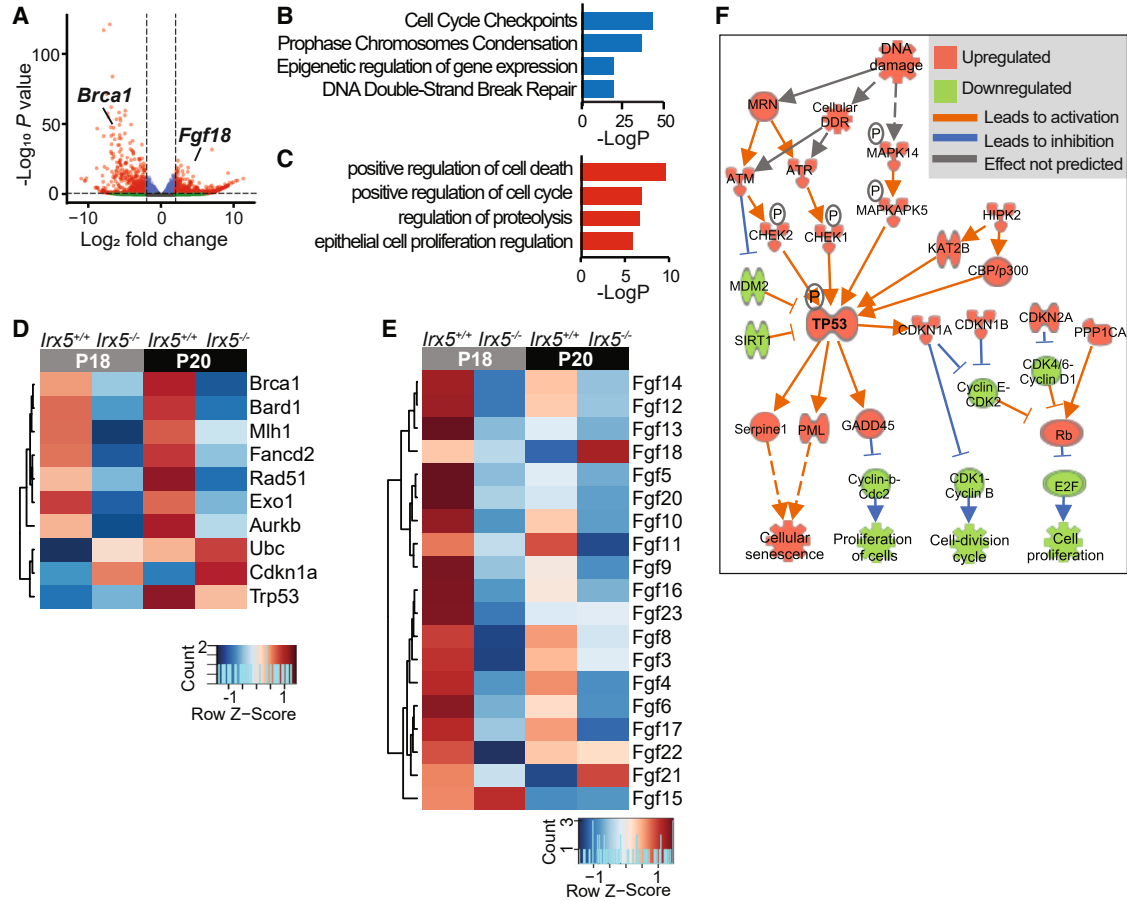 A
-Log₁₀ P value
100
50
0
Brca1
Fgf18
−10
0
10
Log₂ fold change
B
Cell Cycle Checkpoints
Prophase Chromosomes Condensation
Epigenetic regulation of gene expression
DNA Double-Strand Break Repair
0
25
50
-LogP
C
positive regulation of cell death
positive regulation of cell cycle
regulation of proteolysis
epithelial cell proliferation regulation
0
5
10
-LogP
D
Irx5+/+ Irx5-/- Irx5+/+ Irx5-/-
P18 P20
Brca1
Bard1
Mlh1
Fancd2
Rad51
Exo1
Aurkb
Ubc
Cdkn1a
Trp53
Count
2
-1 1
Row Z−Score
E
Irx5+/+ Irx5-/- Irx5+/+ Irx5-/-
P18 P20
Fgf14
Fgf12
Fgf13
Fgf18
Fgf5
Fgf20
Fgf10
Fgf11
Fgf9
Fgf16
Fgf23
Fgf8
Fgf3
Fgf4
Fgf6
Fgf17
Fgf22
Fgf21
Fgf15
Count
3
1
−1 1
Row Z−Score
F
DNA
damage
Upregulated
Downregulated
Leads to activation
Leads to inhibition
Effect not predicted
MRN
Cellular
DDR
P
MAPK14
ATM
ATR
P
MAPKAPK5
HIPK2
P
CHEK2
P
CHEK1
KAT2B
CBP/p300
MDM2
P
TP53
SIRT1
CDKN1A
CDKN1B
CDKN2A
PPP1CA
CDK4/6-
Cyclin D1
Cyclin E-
CDK2
Serpine1
PML
GADD45
Rb
Cyclin-b-
Cdc2
CDK1-
Cyclin B
E2F
Cellular
senescence
Proliferation
of cells
Cell-division
cycle
Cell
proliferation